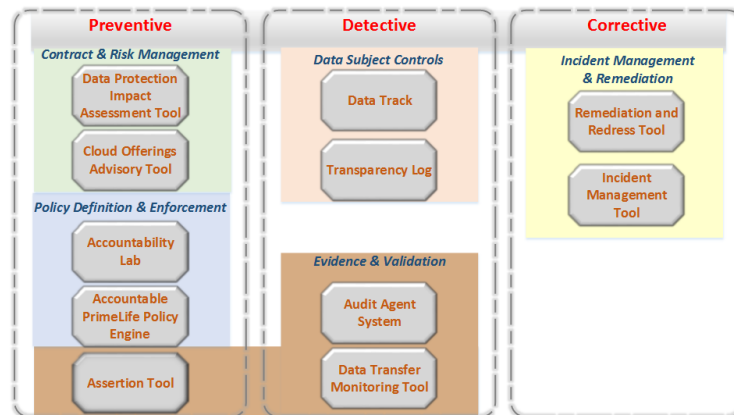 Preventive
Contract & Risk Management
Data Protection
Impact
Assessment Tool
Cloud Offerings
Advisory Tool
Policy Definition & Enforcement
Accountability
Lab
Accountable
PrimeLife Policy
Engine
Assertion Tool
Detective
Data Subject Controls
Data Track
Transparency Log
Evidence & Validation
Audit Agent
System
Data Transfer
Monitoring Tool
Corrective
Incident Management
& Remediation
Remediation and
Redress Tool
Incident
Management
Tool